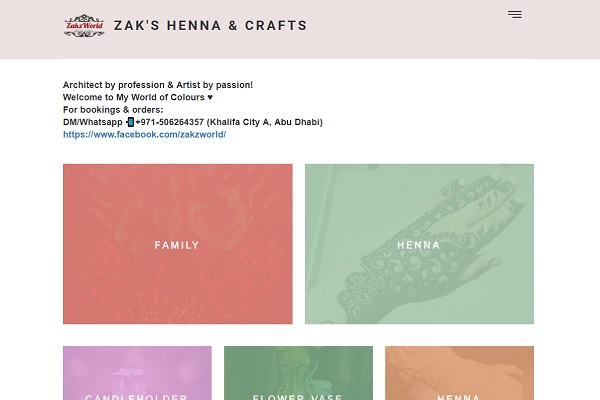 ZakzWorld
ZAK'S HENNA & CRAFTS
Architect by profession & Artist by passion!
Welcome to My World of Colours ♥
For bookings & orders:
DM/Whatsapp 📲+971-506264357 (Khalifa City A, Abu Dhabi)
https://www.facebook.com/zakzworld/
FAMILY
HENNA
CANDLEHOLDER
FLOWER VASE
HENNA